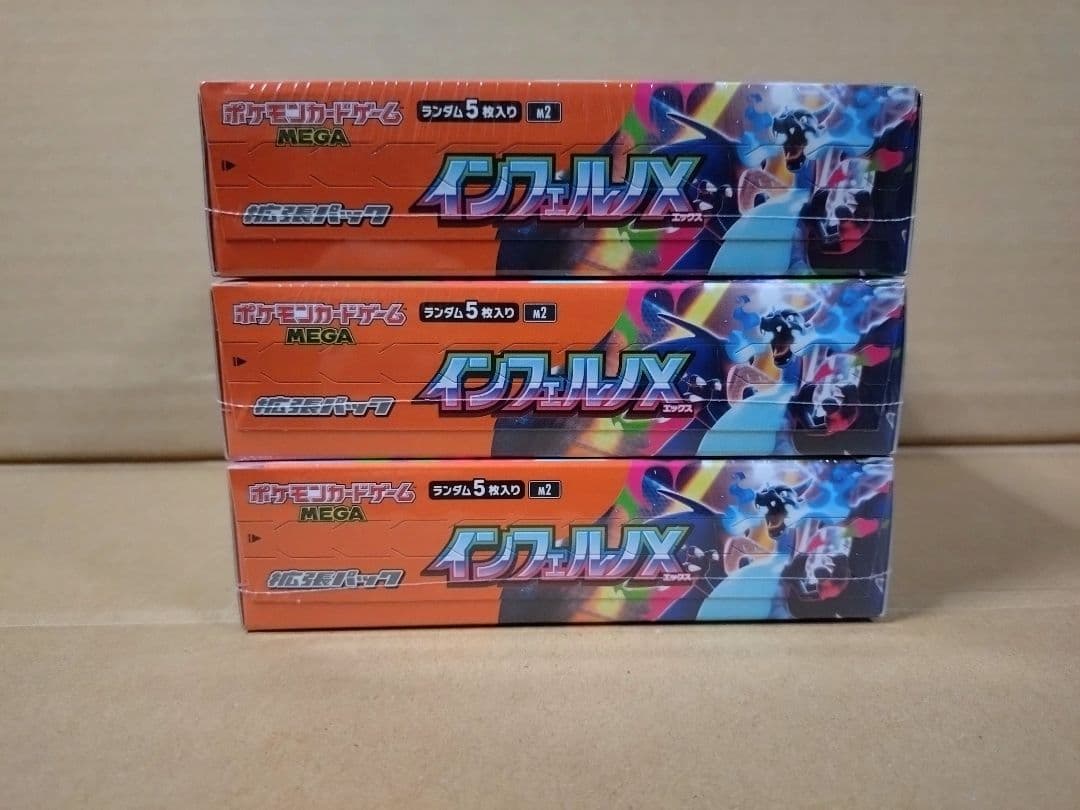 ポケモンカードゲーム
MEGA
ランダム5枚入り M2
インフェルノX
エックス
拡張パック
ポケモンカードゲーム
MEGA
ランダム5枚入り M2
インフェルノX
エックス
拡張パック
ポケモンカードゲーム
MEGA
ランダム5枚入り M2
インフェルノX
エックス
拡張パック